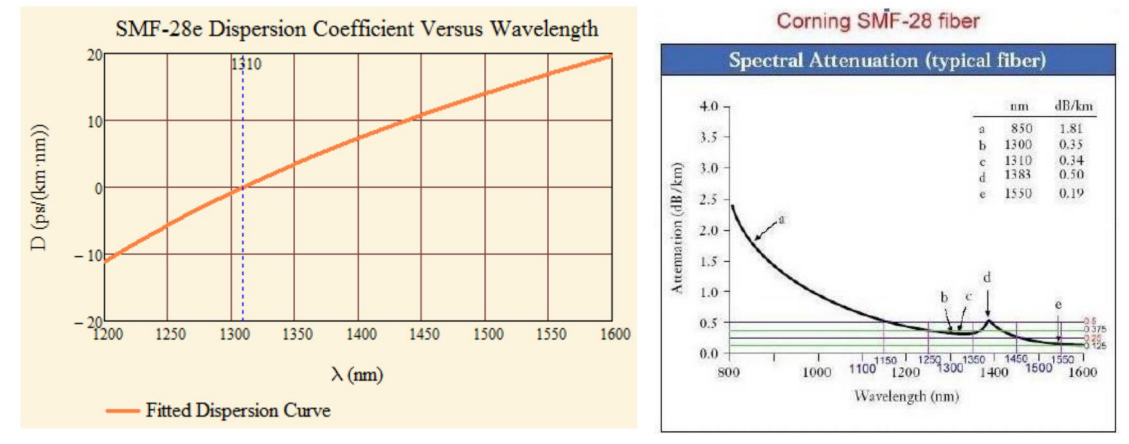 SMF-28e Dispersion Coefficient Versus Wavelength
20
10
0
−10
−20
D (ps/(km·nm))
1310
1200 1250 1300 1350 1400 1450 1500 1550 1600
λ (nm)
Fitted Dispersion Curve
Corning SMF-28 fiber
Spectral Attenuation (typical fiber)
nm dB/km
a 850 1.81
b 1300 0.35
c 1310 0.34
d 1383 0.50
e 1550 0.19
4.0
3.5
3.0
2.5
2.0
1.5
1.0
0.5
0.0
Attenuation (dB/km)
a
b
c
d
e
0.5
0.375
0.25
0.125
1150 1250 1350 1450 1550
1100 1300 1500
800 1000 1200 1400 1600
Wavelength (nm)